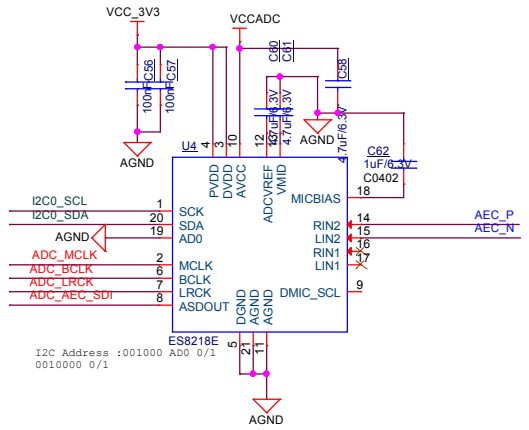 VCC_3V3
VCCADC
C56
C57
C60
C61
C58
100nF
100nF
4.7uF/6.3V
4.7uF/6.3V
4.7uF/6.3V
AGND
AGND
C62
1uF/6.3V
C0402
U4
4
3
10
12
13
PVDD
DVDD
AVCC
ADCVREF
VMID
MICBIAS
18
I2C0_SCL
1
SCK
I2C0_SDA
20
SDA
AGND
19
AD0
ADC_MCLK
2
MCLK
ADC_BCLK
6
BCLK
ADC_LRCK
7
LRCK
ADC_AEC_SDI
8
ASDOUT
RIN2
14
AEC_P
LIN2
15
AEC_N
RIN1
16
LIN1
17
DMIC_SCL
9
DGND
AGND
AGND
ES8218E
5
21
11
I2C Address :001000 AD0 0/1
0010000 0/1
AGND